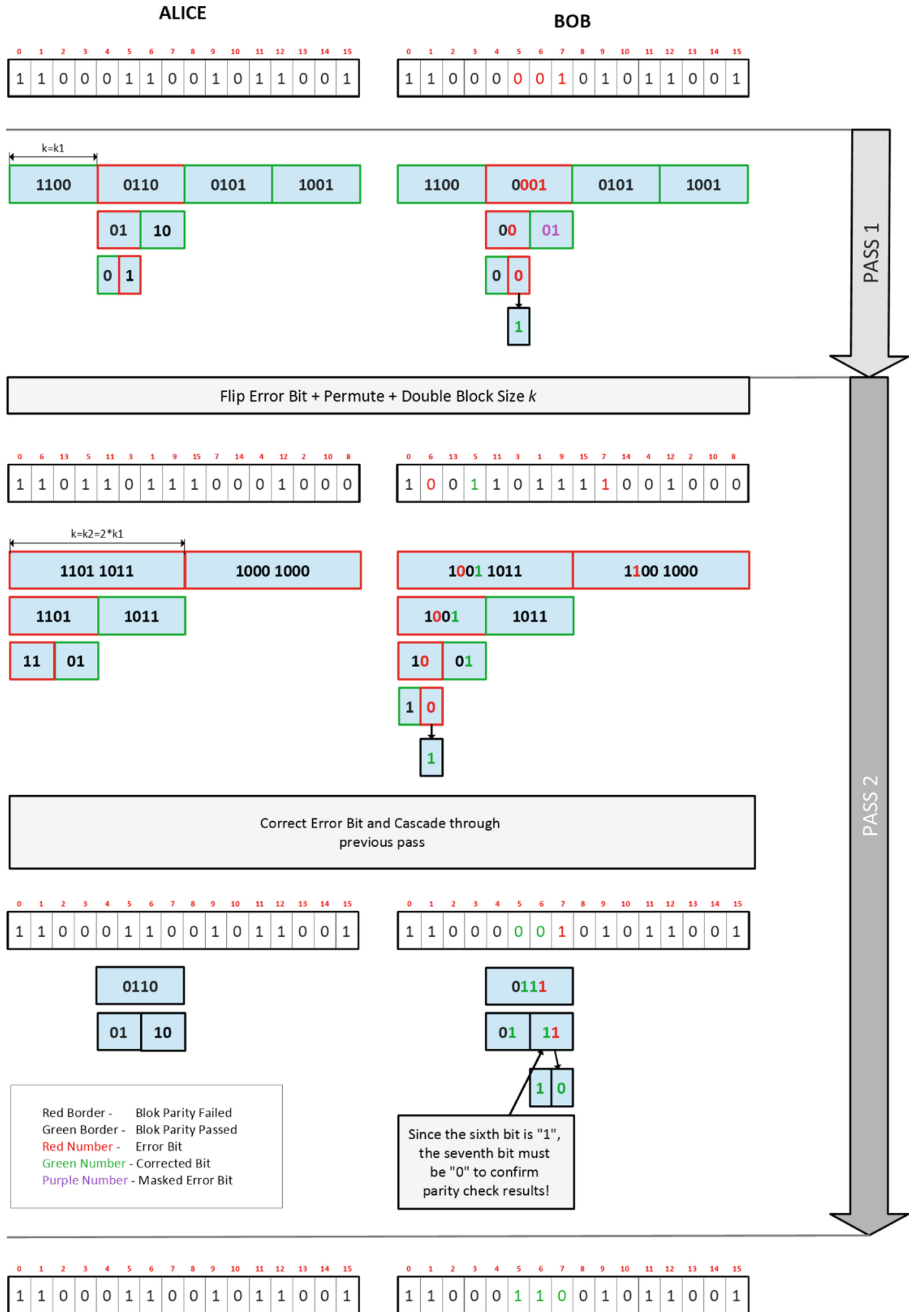 ALICE BOB
0 1 2 3 4 5 6 7 8 9 10 11 12 13 14 15 0 1 2 3 4 5 6 7 8 9 10 11 12 13 14 15
1 1 0 0 0 1 1 0 0 1 0 1 1 0 0 1 1 1 0 0 0 0 0 1 0 1 0 1 1 0 0 1
k=k1
1100 0110 0101 1001 1100 0001 0101 1001
01 10 00 01
0 1 0 0
1
PASS 1
Flip Error Bit + Permute + Double Block Size k
0 6 13 5 11 3 1 9 15 7 14 4 12 2 10 8 0 6 13 5 11 3 1 9 15 7 14 4 12 2 10 8
1 1 0 1 1 0 1 1 1 0 0 0 1 0 0 0 1 0 0 1 1 0 1 1 1 1 0 0 1 0 0 0
k=k2=2*k1
1101 1011 1000 1000 1001 1011 1100 1000
1101 1011 1001 1011
11 01 10 01
1 0
1
PASS 2
Correct Error Bit and Cascade through
previous pass
0 1 2 3 4 5 6 7 8 9 10 11 12 13 14 15 0 1 2 3 4 5 6 7 8 9 10 11 12 13 14 15
1 1 0 0 0 1 1 0 0 1 0 1 1 0 0 1 1 1 0 0 0 0 0 1 0 1 0 1 1 0 0 1
0110 0111
01 10 01 11
1 0
Red Border - Blok Parity Failed
Green Border - Blok Parity Passed
Red Number - Error Bit
Green Number - Corrected Bit
Purple Number - Masked Error Bit
Since the sixth bit is "1",
the seventh bit must
be "0" to confirm
parity check results!
0 1 2 3 4 5 6 7 8 9 10 11 12 13 14 15 0 1 2 3 4 5 6 7 8 9 10 11 12 13 14 15
1 1 0 0 0 1 1 0 0 1 0 1 1 0 0 1 1 1 0 0 0 1 1 0 0 1 0 1 1 0 0 1